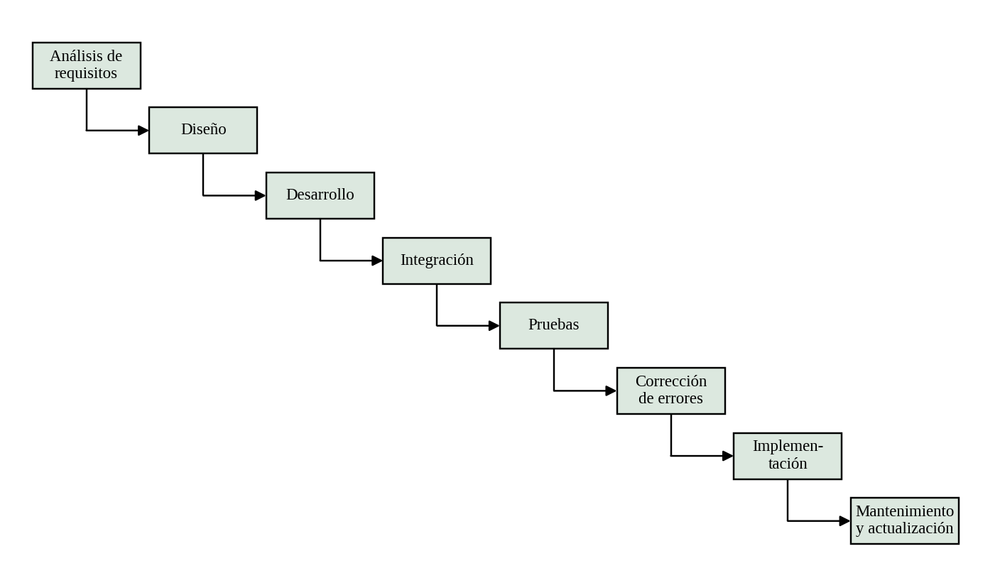 Análisis de
requisitos
Diseño
Desarrollo
Integración
Pruebas
Corrección
de errores
Implemen-
tación
Mantenimiento
y actualización